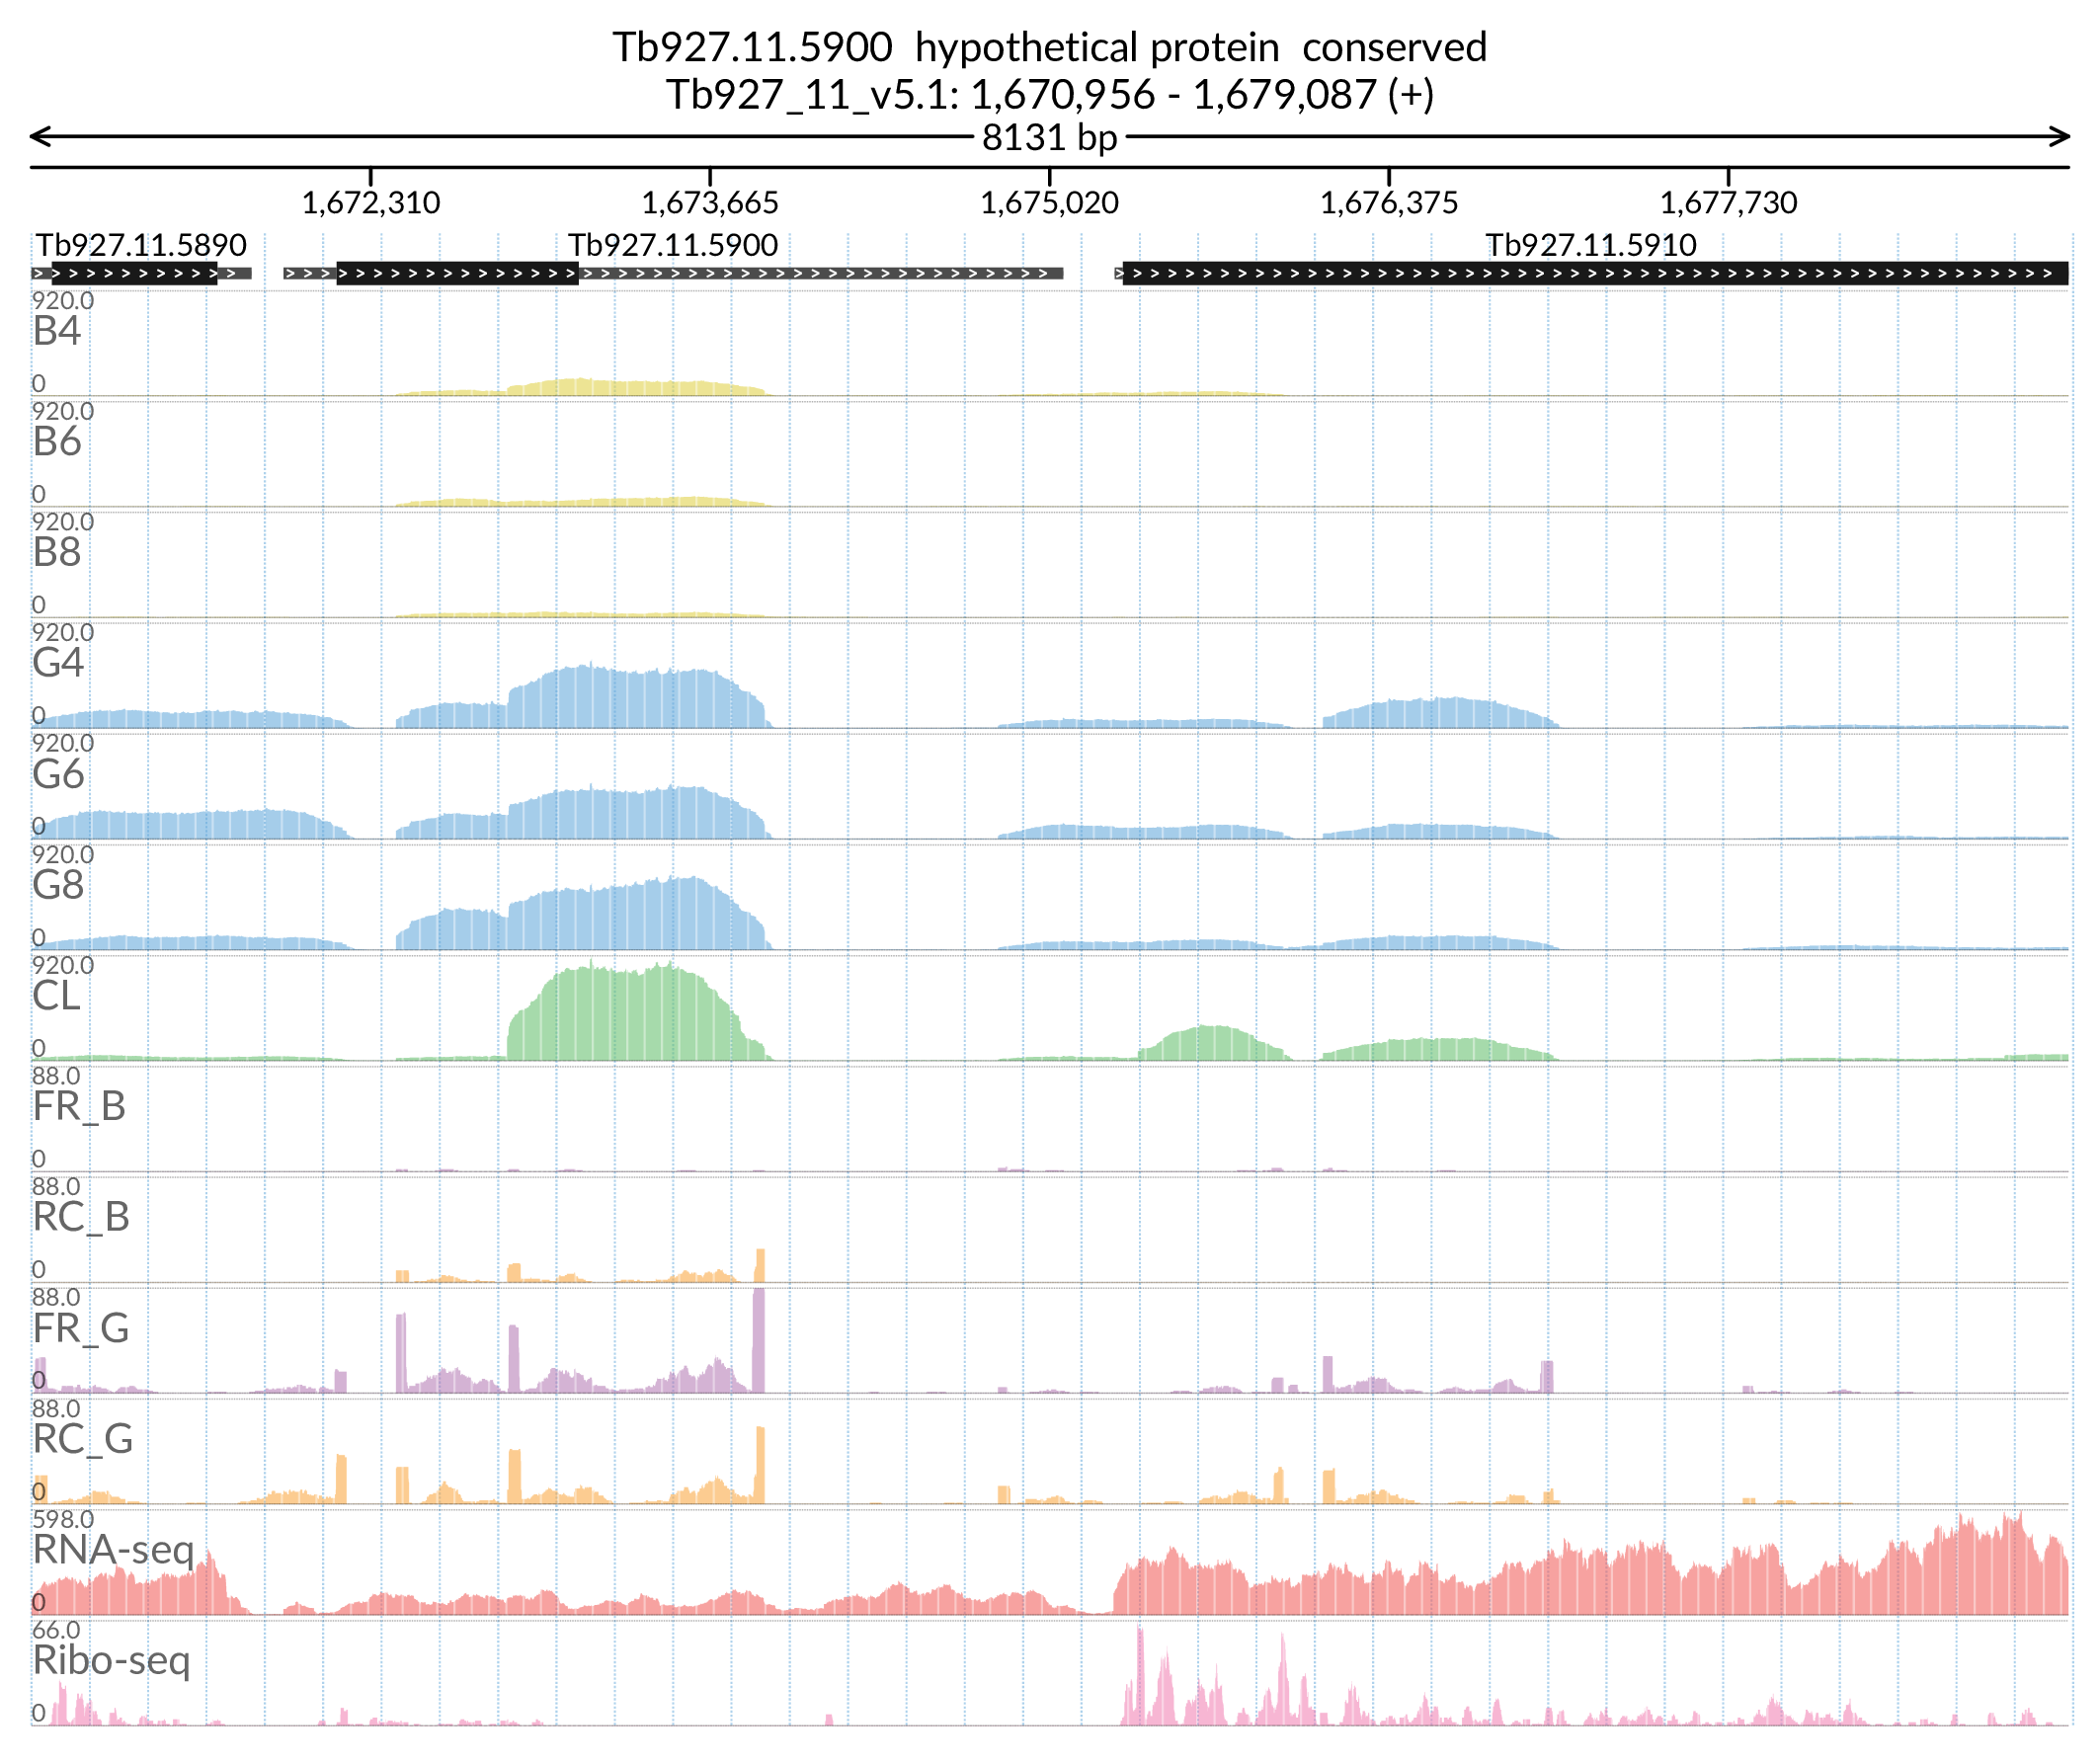 Tb927.11.5900  hypothetical protein  conserved
Tb927_11_v5.1: 1,670,956 - 1,679,087 (+)
8131 bp
1,672,310 1,673,665 1,675,020 1,676,375 1,677,730
Tb927.11.5890 Tb927.11.5900 Tb927.11.5910
920.0
B4
0
920.0
B6
0
920.0
B8
0
920.0
G4
0
920.0
G6
0
920.0
G8
0
920.0
CL
0
88.0
FR_B
0
88.0
RC_B
0
88.0
FR_G
0
88.0
RC_G
0
598.0
RNA-seq
0
66.0
Ribo-seq
0